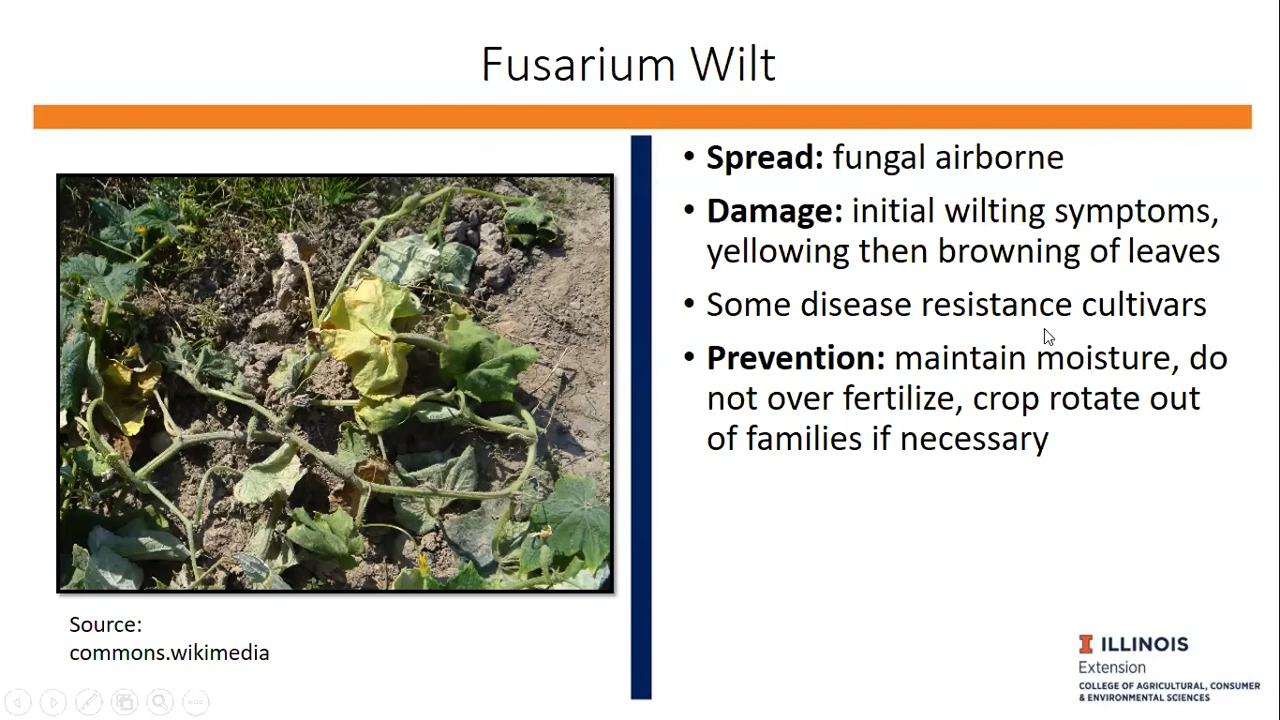 Fusarium Wilt
• Spread: fungal airborne
• Damage: initial wilting symptoms,
yellowing then browning of leaves
• Some disease resistance cultivars
• Prevention: maintain moisture, do
not over fertilize, crop rotate out
of families if necessary
Source:
commons.wikimedia
I ILLINOIS
Extension
COLLEGE OF AGRICULTURAL, CONSUMER
& ENVIRONMENTAL SCIENCES